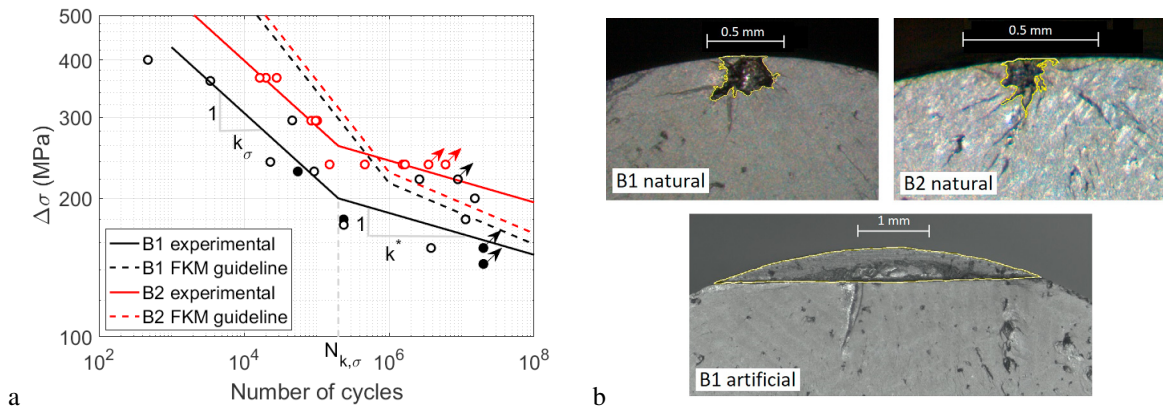 500
400
300
200
100
Δσ (MPa)
1
k_σ
1
k*
B1 experimental
B1 FKM guideline
B2 experimental
B2 FKM guideline
10^2
10^4
N_k,σ
10^6
10^8
Number of cycles
a
0.5 mm
B1 natural
0.5 mm
B2 natural
1 mm
B1 artificial
b